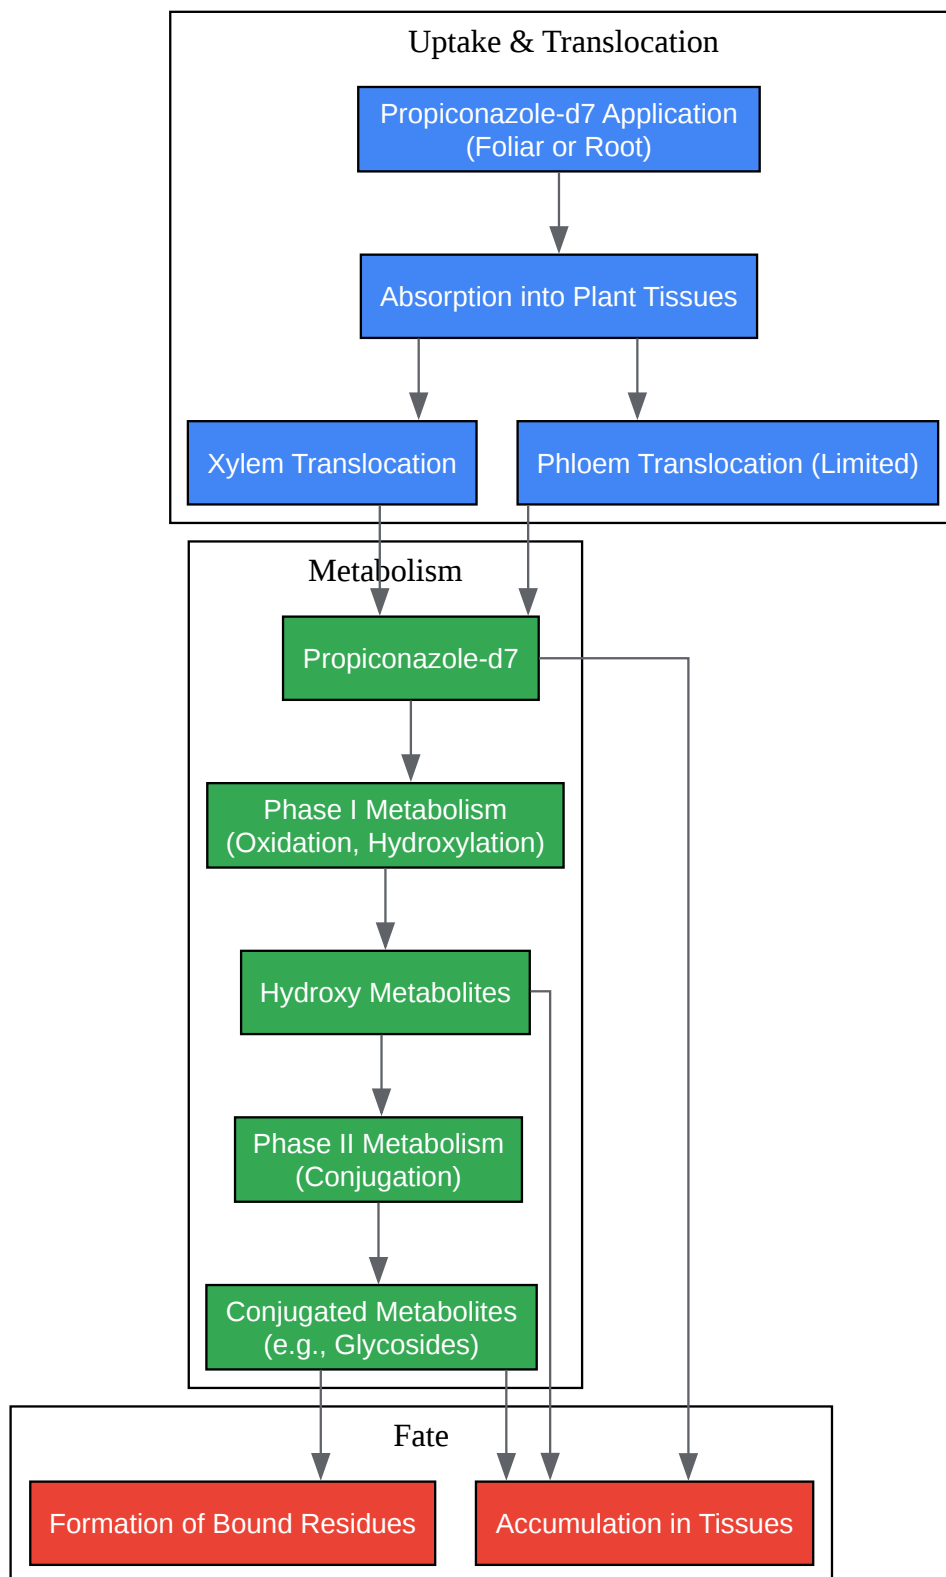 Uptake & Translocation
Propiconazole-d7 Application
(Foliar or Root)
Absorption into Plant Tissues
Xylem Translocation
Phloem Translocation (Limited)
Metabolism
Propiconazole-d7
Phase I Metabolism
(Oxidation, Hydroxylation)
Hydroxy Metabolites
Phase II Metabolism
(Conjugation)
Conjugated Metabolites
(e.g., Glycosides)
Fate
Formation of Bound Residues
Accumulation in Tissues